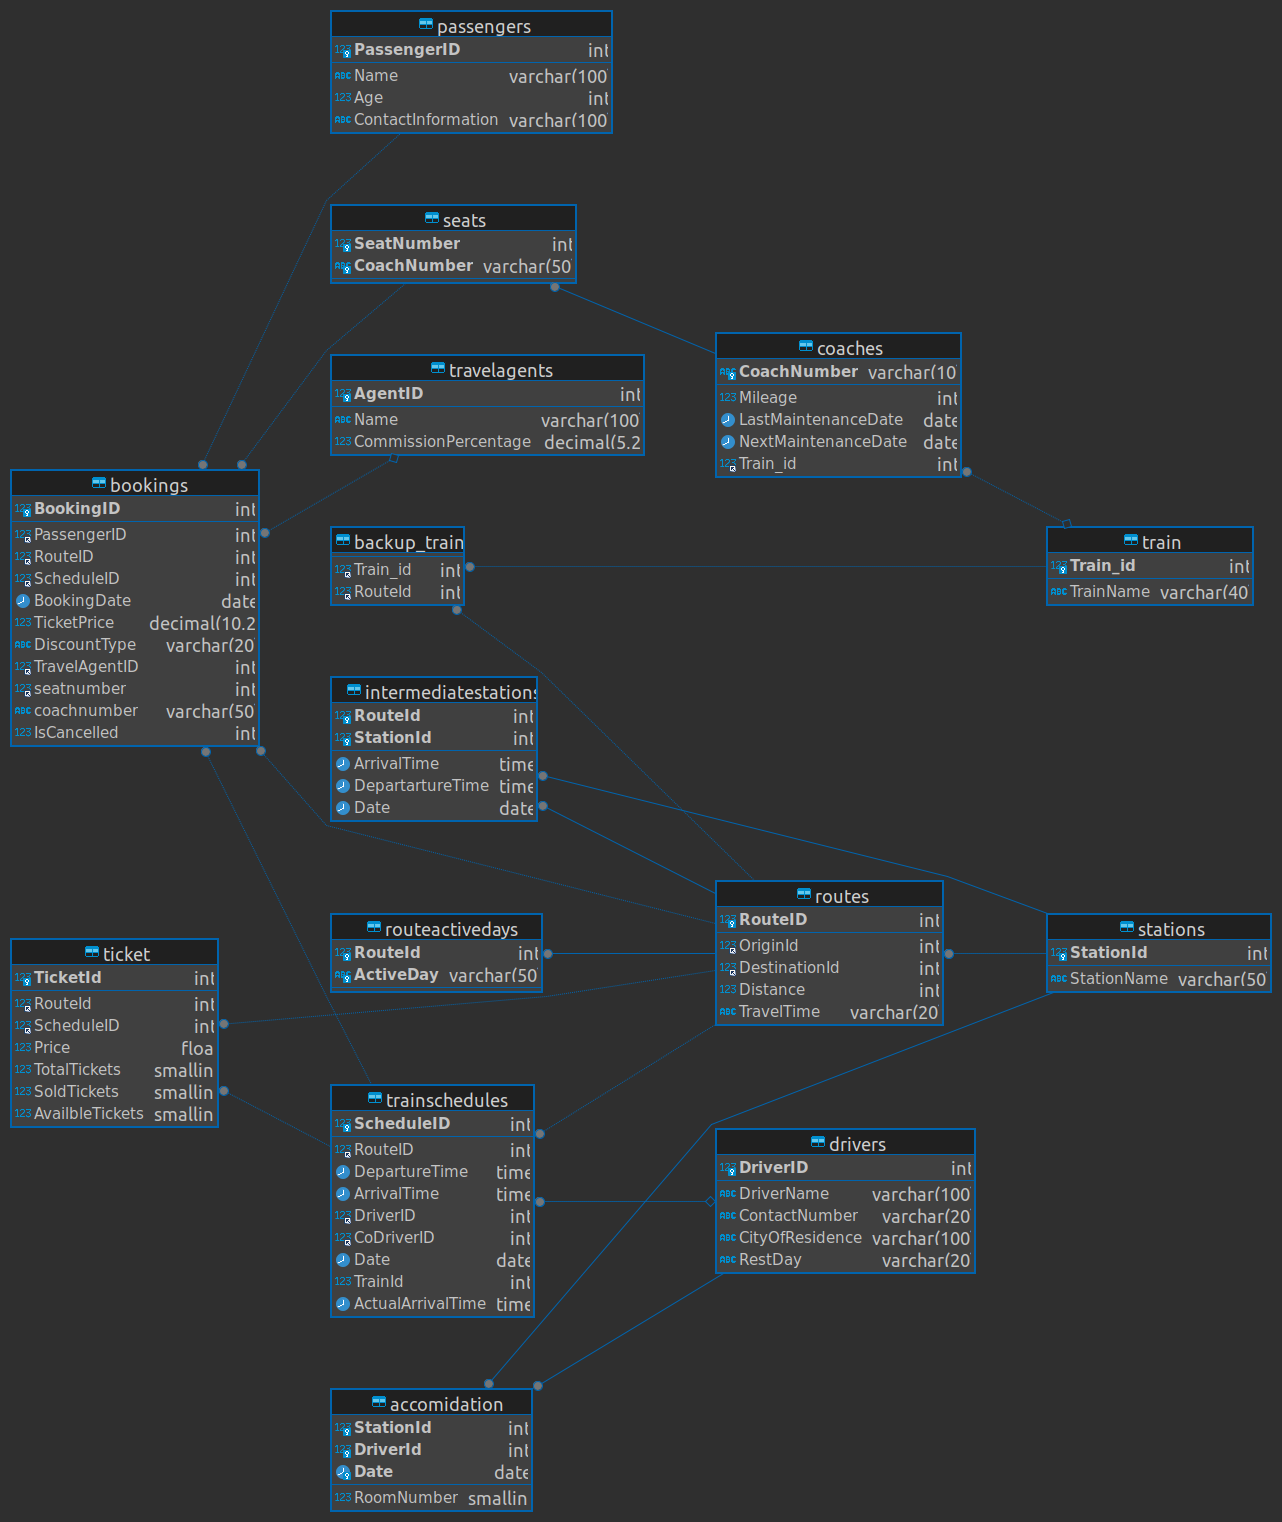 passengers
PassengerID int
Name varchar(100
Age int
ContactInformation varchar(100
seats
SeatNumber int
CoachNumber varchar(50
travelagents
AgentID int
Name varchar(100
CommissionPercentage decimal(5.2
coaches
CoachNumber varchar(10
Mileage int
LastMaintenanceDate date
NextMaintenanceDate date
Train_id int
bookings
BookingID int
PassengerID int
RouteID int
ScheduleID int
BookingDate date
TicketPrice decimal(10.2
DiscountType varchar(20
TravelAgentID int
seatnumber int
coachnumber varchar(50
IsCancelled int
backup_train
Train_id int
RouteId int
train
Train_id int
TrainName varchar(40
intermediatestations
RouteId int
StationId int
ArrivalTime time
DepartartureTime time
Date date
routes
RouteID int
OriginId int
DestinationId int
Distance int
TravelTime varchar(20
routeactivedays
RouteId int
ActiveDay varchar(50
stations
StationId int
StationName varchar(50
ticket
TicketId int
RouteId int
ScheduleID int
Price floa
TotalTickets smallin
SoldTickets smallin
AvailbleTickets smallin
trainschedules
ScheduleID int
RouteID int
DepartureTime time
ArrivalTime time
DriverID int
CoDriverID int
Date date
TrainId int
ActualArrivalTime time
drivers
DriverID int
DriverName varchar(100
ContactNumber varchar(20
CityOfResidence varchar(100
RestDay varchar(20
accomidation
StationId int
DriverId int
Date date
RoomNumber smallin